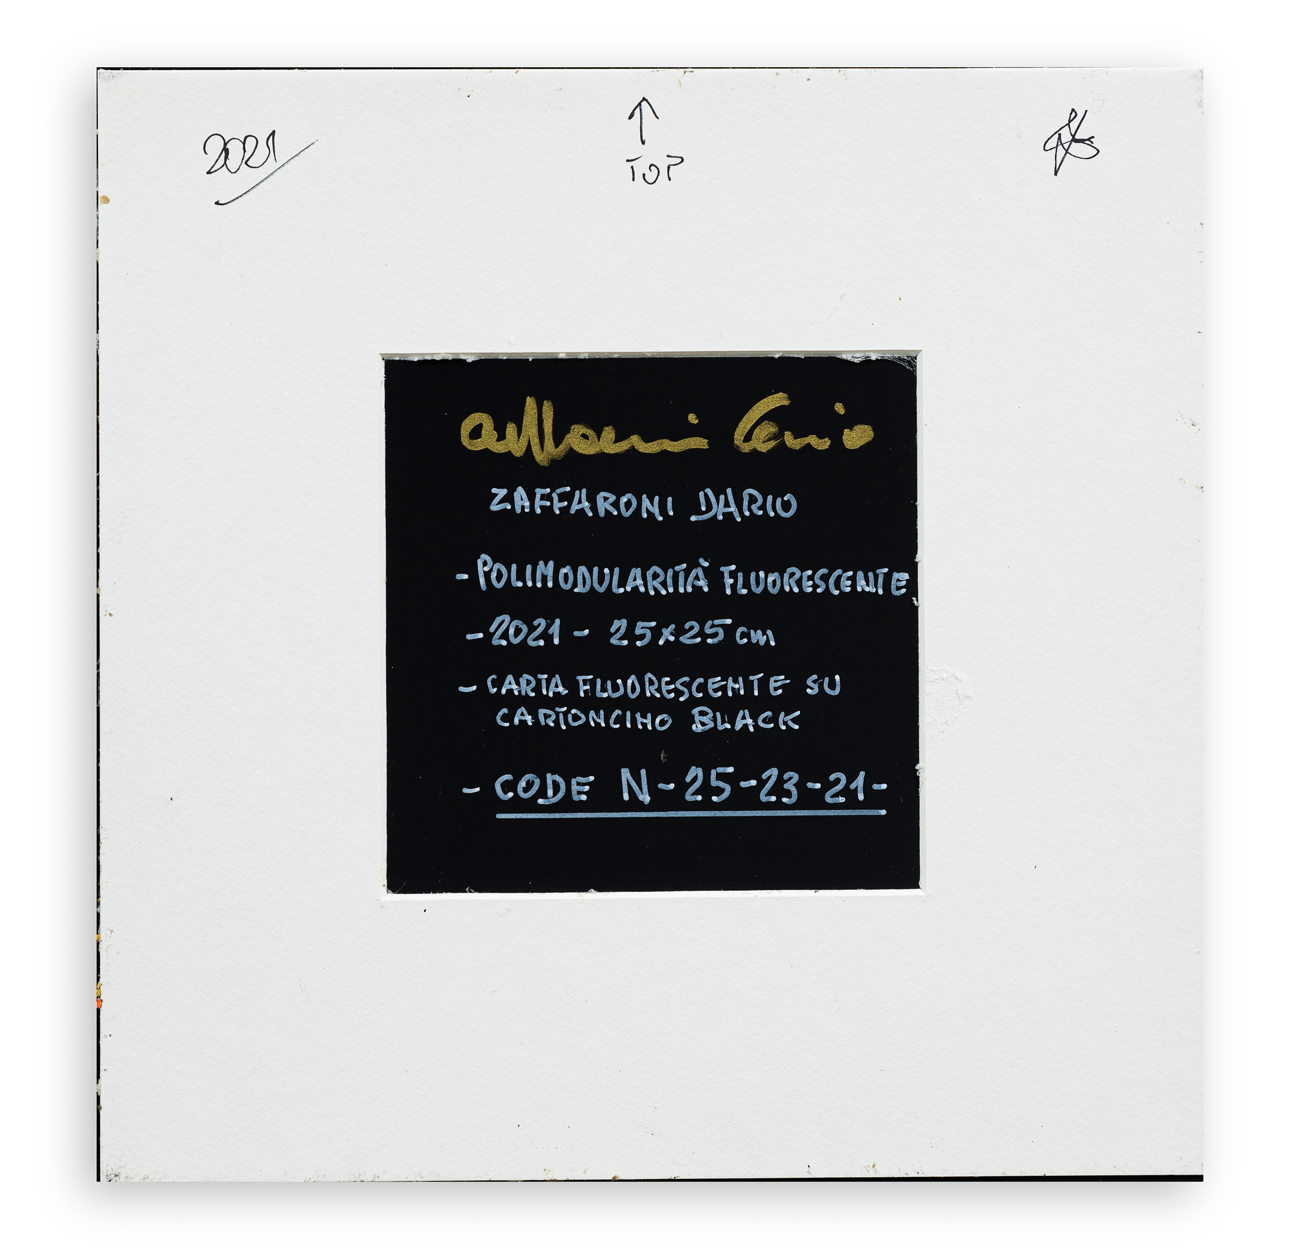 2021
TOP
ZAFFARONI DARIO
- POLIMODULARITÀ FLUORESCENTE
- 2021 - 25x25 cm
- CARTA FLUORESCENTE SU
CARTONCINO BLACK
- CODE N-25-23-21-